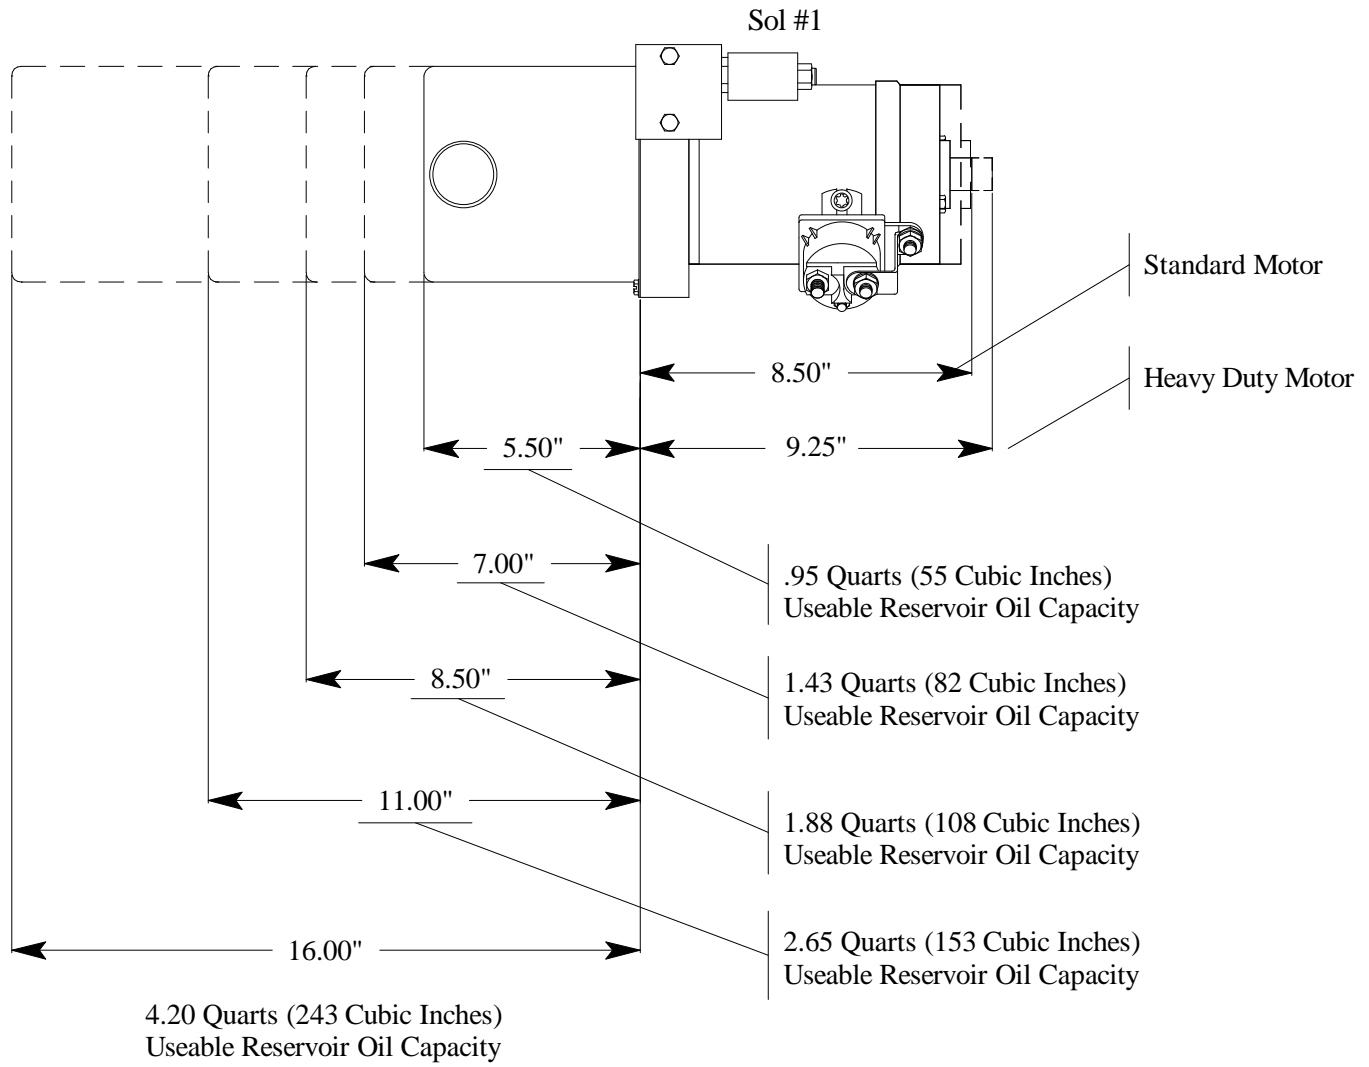 Sol #1
Standard Motor
8.50"
Heavy Duty Motor
5.50"
9.25"
7.00"
.95 Quarts (55 Cubic Inches)
Useable Reservoir Oil Capacity
8.50"
1.43 Quarts (82 Cubic Inches)
Useable Reservoir Oil Capacity
11.00"
1.88 Quarts (108 Cubic Inches)
Useable Reservoir Oil Capacity
16.00"
2.65 Quarts (153 Cubic Inches)
Useable Reservoir Oil Capacity
4.20 Quarts (243 Cubic Inches)
Useable Reservoir Oil Capacity